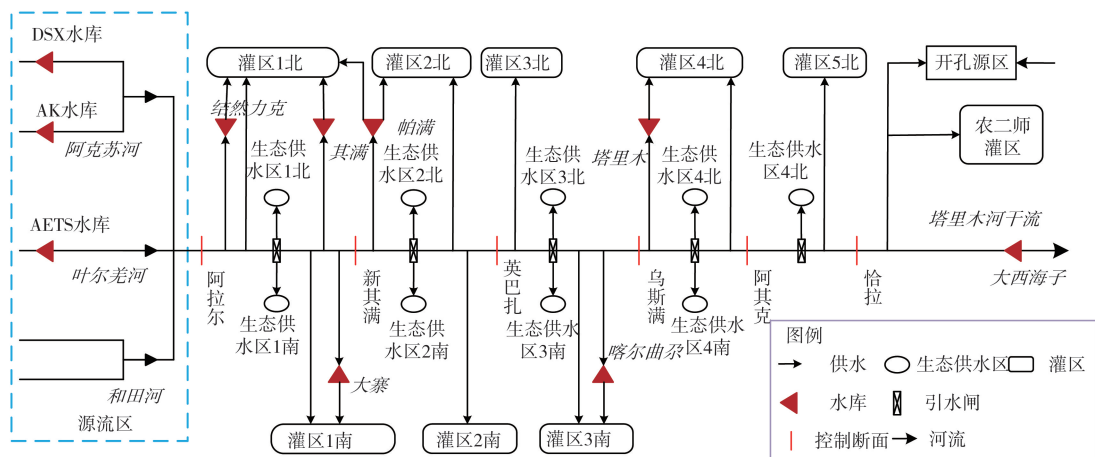 DSX水库
AK水库
阿克苏河
AETS水库
叶尔羌河
和田河
源流区
灌区1北
灌区2北
灌区3北
灌区4北
灌区5北
开孔源区
农二师
灌区
结然力克
其满
帕满
塔里木
生态供
水区1北
生态供
水区2北
生态供
水区3北
生态供
水区4北
生态供水
区4北
塔里木河干流
大西海子
阿拉尔
新其满
英巴扎
乌斯满
阿其克
恰拉
生态供
水区1南
生态供
水区2南
生态供水
区3南
生态供水
区4南
大寨
喀尔曲尕
灌区1南
灌区2南
灌区3南
图例
供水
生态供水区
灌区
水库
引水闸
控制断面
河流